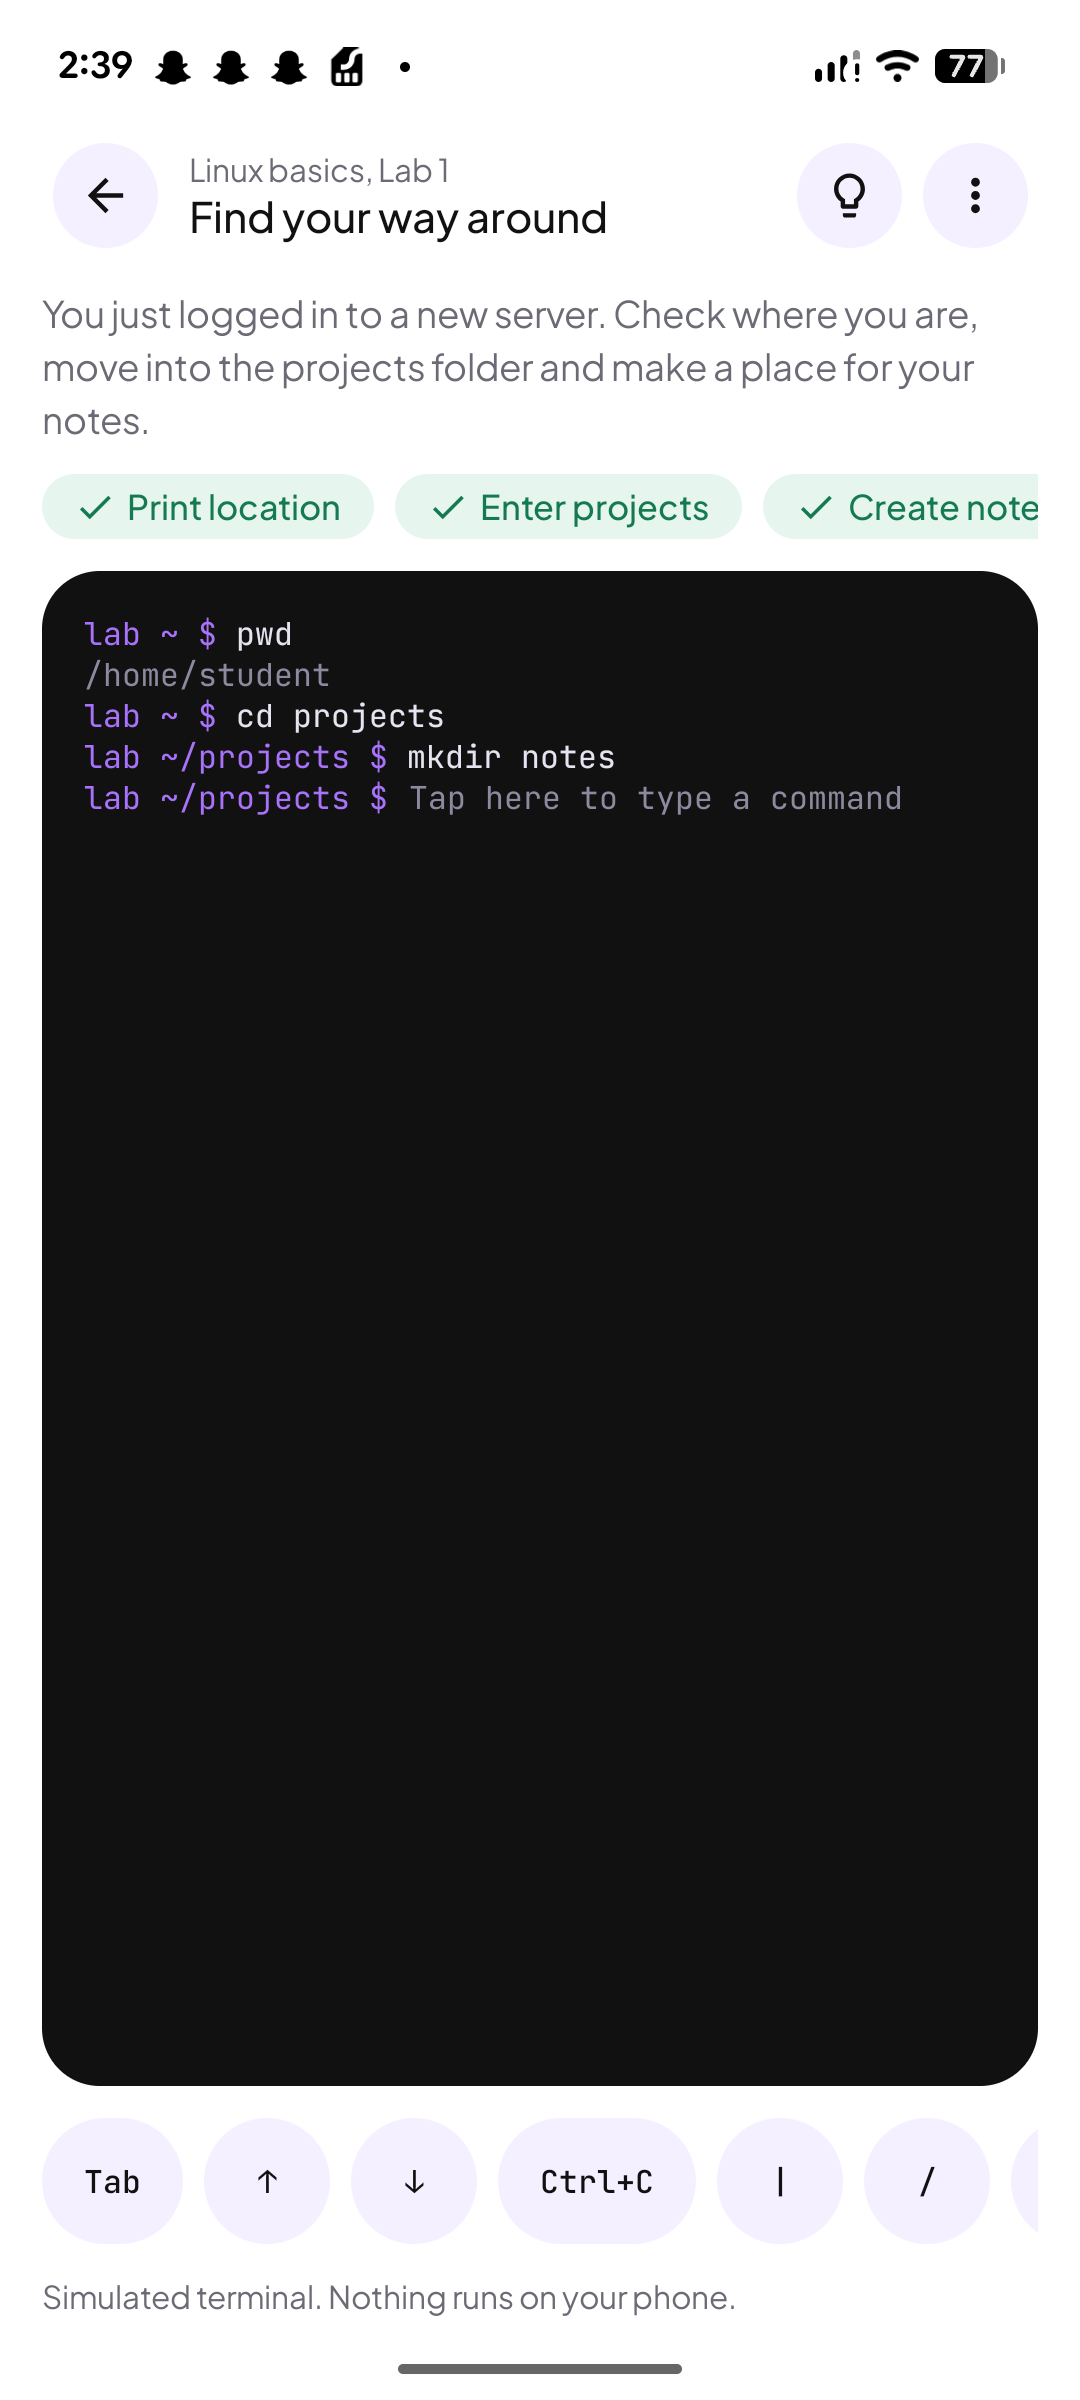 2:39
77
Linux basics, Lab 1
Find your way around
You just logged in to a new server. Check where you are,
move into the projects folder and make a place for your
notes.
Print location
Enter projects
Create note
lab ~ $ pwd
/home/student
lab ~ $ cd projects
lab ~/projects $ mkdir notes
lab ~/projects $ Tap here to type a command
Tab ↑ ↓ Ctrl+C | /
Simulated terminal. Nothing runs on your phone.